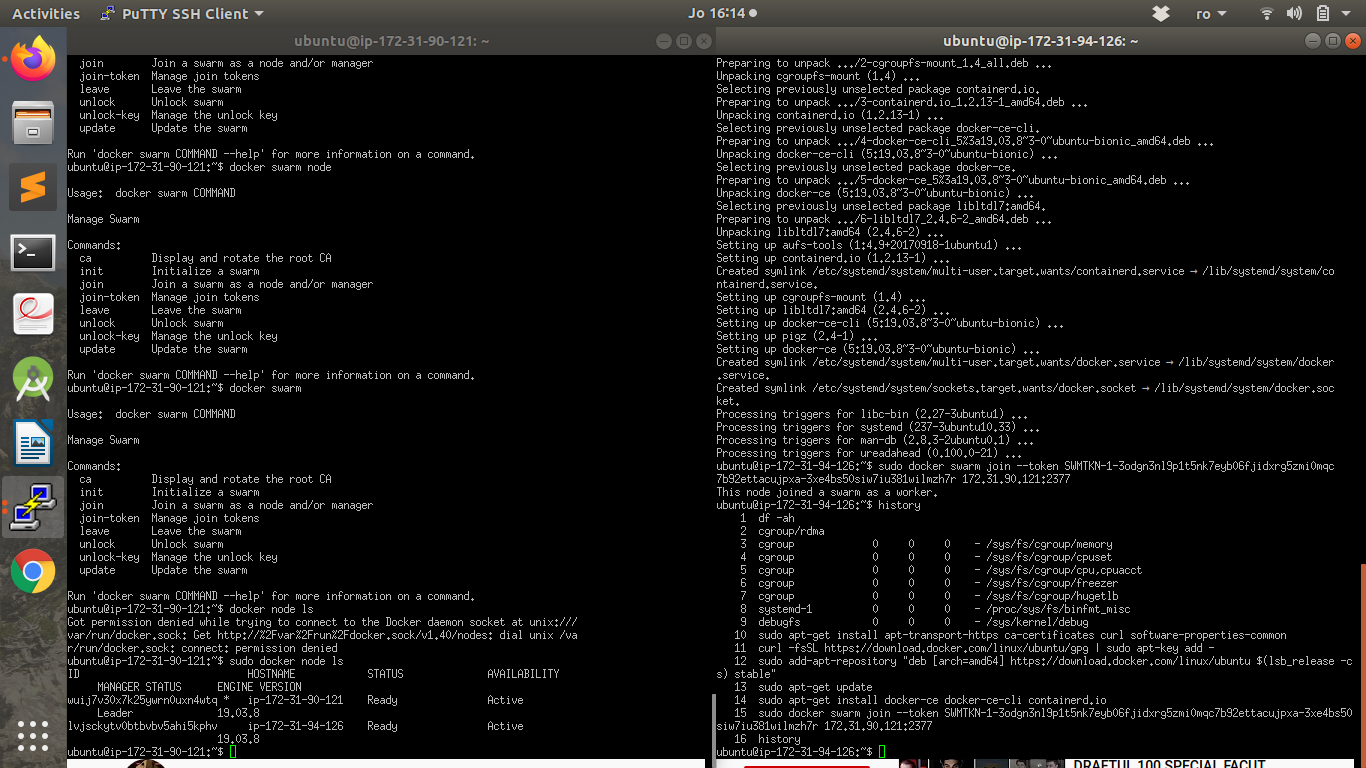 Activities
PuTTY SSH Client
Jo 16:14
ro
ubuntu@ip-172-31-90-121: ~
join Join a swarm as a node and/or manager
join-token Manage join tokens
leave Leave the swarm
unlock Unlock swarm
unlock-key Manage the unlock key
update Update the swarm
Run 'docker swarm COMMAND --help' for more information on a command.
ubuntu@ip-172-31-90-121:~$ docker swarm node
Usage: docker swarm COMMAND
Manage Swarm
Commands:
ca Display and rotate the root CA
init Initialize a swarm
join Join a swarm as a node and/or manager
join-token Manage join tokens
leave Leave the swarm
unlock Unlock swarm
unlock-key Manage the unlock key
update Update the swarm
Run 'docker swarm COMMAND --help' for more information on a command.
ubuntu@ip-172-31-90-121:~$ docker swarm
Usage: docker swarm COMMAND
Manage Swarm
Commands:
ca Display and rotate the root CA
init Initialize a swarm
join Join a swarm as a node and/or manager
join-token Manage join tokens
leave Leave the swarm
unlock Unlock swarm
unlock-key Manage the unlock key
update Update the swarm
Run 'docker swarm COMMAND --help' for more information on a command.
ubuntu@ip-172-31-90-121:~$ docker node ls
Got permission denied while trying to connect to the Docker daemon socket at unix:///
var/run/docker.sock: Get http://%2Fvar%2Frun%2Fdocker.sock/v1.40/nodes: dial unix /va
r/run/docker.sock: connect: permission denied
ubuntu@ip-172-31-90-121:~$ sudo docker node ls
ID HOSTNAME STATUS AVAILABILITY
MANAGER STATUS ENGINE VERSION
wuij7v30x7k25ywrn0uxn4wtq * ip-172-31-90-121 Ready Active
Leader 19.03.8
lvjsckytv0btbvbv5ahi5kphv ip-172-31-94-126 Ready Active
19.03.8
ubuntu@ip-172-31-90-121:~$
ubuntu@ip-172-31-94-126: ~
Preparing to unpack .../2-cgroupfs-mount_1.4_all.deb ...
Unpacking cgroupfs-mount (1.4) ...
Selecting previously unselected package containerd.io.
Preparing to unpack .../3-containerd.io_1.2.13-1_amd64.deb ...
Unpacking containerd.io (1.2.13-1) ...
Selecting previously unselected package docker-ce-cli.
Preparing to unpack .../4-docker-ce-cli_5%3a19.03.8~3-0~ubuntu-bionic_amd64.deb ...
Unpacking docker-ce-cli (5:19.03.8~3-0~ubuntu-bionic) ...
Selecting previously unselected package docker-ce.
Preparing to unpack .../5-docker-ce_5%3a19.03.8~3-0~ubuntu-bionic_amd64.deb ...
Unpacking docker-ce (5:19.03.8~3-0~ubuntu-bionic) ...
Selecting previously unselected package libltdl7:amd64.
Preparing to unpack .../6-libltdl7_2.4.6-2_amd64.deb ...
Unpacking libltdl7:amd64 (2.4.6-2) ...
Setting up aufs-tools (1:4.9+20170918-1ubuntu1) ...
Setting up containerd.io (1.2.13-1) ...
Created symlink /etc/systemd/system/multi-user.target.wants/containerd.service → /lib/systemd/system/co
ntainerd.service.
Setting up cgroupfs-mount (1.4) ...
Setting up libltdl7:amd64 (2.4.6-2) ...
Setting up docker-ce-cli (5:19.03.8~3-0~ubuntu-bionic) ...
Setting up pigz (2.4-1) ...
Setting up docker-ce (5:19.03.8~3-0~ubuntu-bionic) ...
Created symlink /etc/systemd/system/multi-user.target.wants/docker.service → /lib/systemd/system/docker
.service.
Created symlink /etc/systemd/system/sockets.target.wants/docker.socket → /lib/systemd/system/docker.soc
ket.
Processing triggers for libc-bin (2.27-3ubuntu1) ...
Processing triggers for systemd (237-3ubuntu10.33) ...
Processing triggers for man-db (2.8.3-2ubuntu0.1) ...
Processing triggers for ureadahead (0.100.0-21) ...
ubuntu@ip-172-31-94-126:~$ sudo docker swarm join --token SWMTKN-1-3odgn3nl9p1t5nk7eyb06fjidxrg5zmi0mqc
7b92ettacujpxa-3xe4bs50siw7iu381wilmzh7r 172.31.90.121:2377
This node joined a swarm as a worker.
ubuntu@ip-172-31-94-126:~$ history
1 df -ah
2 cgroup/rdma
3 cgroup 0 0 0 - /sys/fs/cgroup/memory
4 cgroup 0 0 0 - /sys/fs/cgroup/cpuset
5 cgroup 0 0 0 - /sys/fs/cgroup/cpu,cpuacct
6 cgroup 0 0 0 - /sys/fs/cgroup/freezer
7 cgroup 0 0 0 - /sys/fs/cgroup/hugetlb
8 systemd-1 0 0 0 - /proc/sys/fs/binfmt_misc
9 debugfs 0 0 0 - /sys/kernel/debug
10 sudo apt-get install apt-transport-https ca-certificates curl software-properties-common
11 curl -fsSL https://download.docker.com/linux/ubuntu/gpg | sudo apt-key add -
12 sudo add-apt-repository "deb [arch=amd64] https://download.docker.com/linux/ubuntu $(lsb_release -c
s) stable"
13 sudo apt-get update
14 sudo apt-get install docker-ce docker-ce-cli containerd.io
15 sudo docker swarm join --token SWMTKN-1-3odgn3nl9p1t5nk7eyb06fjidxrg5zmi0mqc7b92ettacujpxa-3xe4bs50
siw7iu381wilmzh7r 172.31.90.121:2377
16 history
ubuntu@ip-172-31-94-126:~$
DRAFTUL 100 SPECIAL FACUT